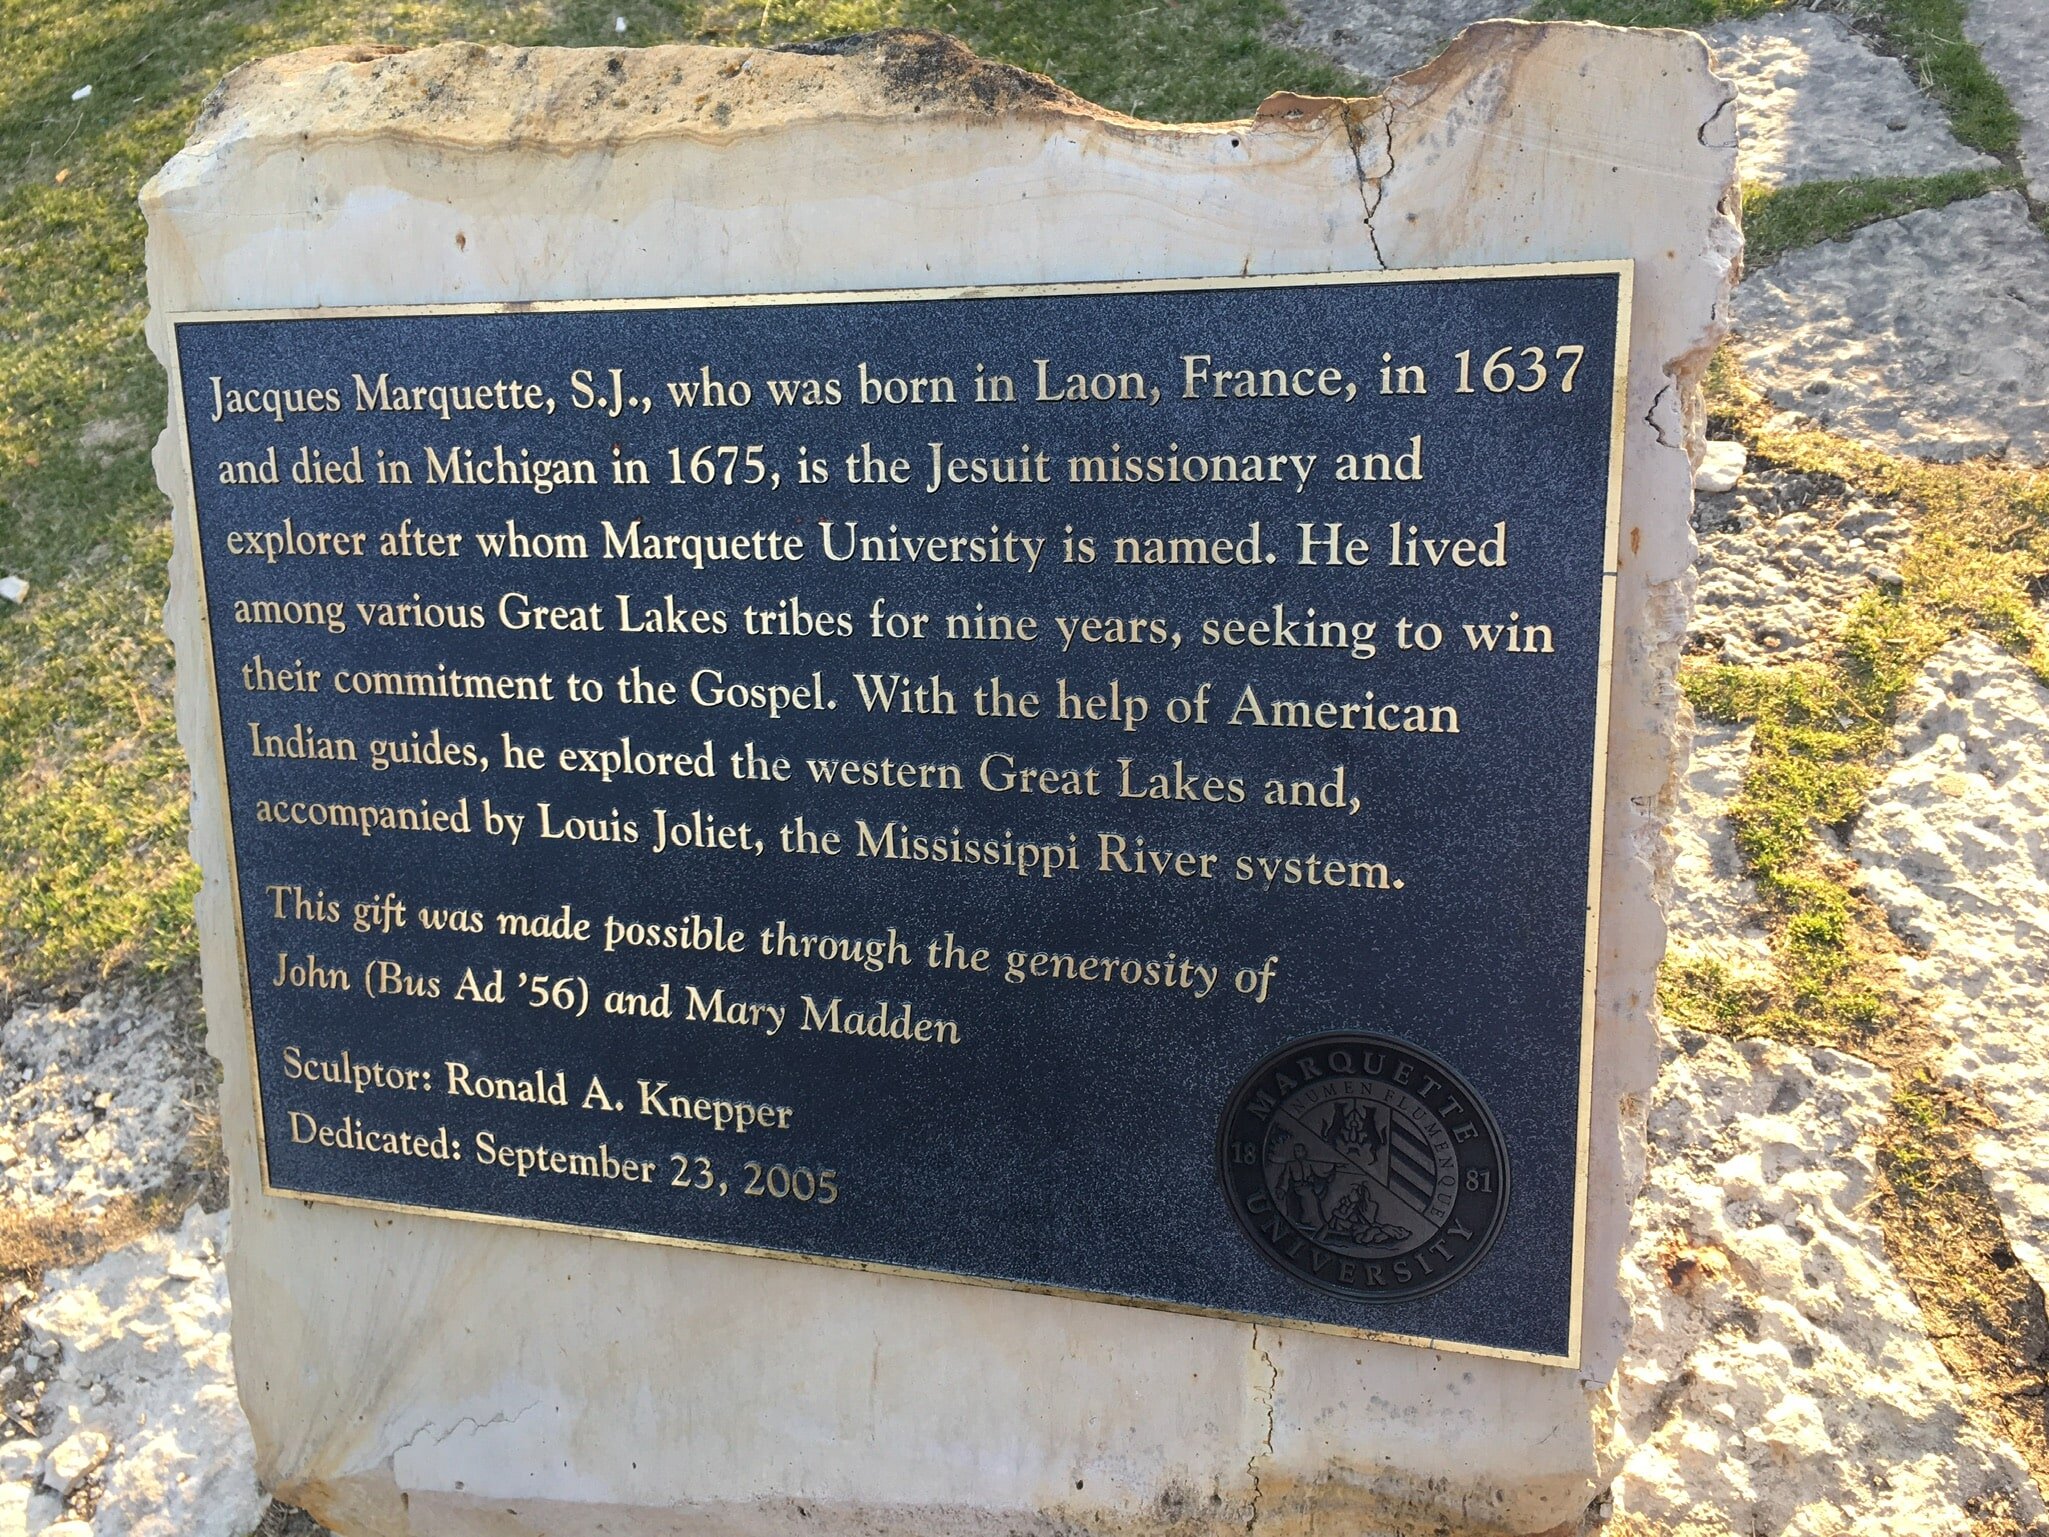 Jacques Marquette, S.J., who was born in Laon, France, in 1637
and died in Michigan in 1675, is the Jesuit missionary and
explorer after whom Marquette University is named. He lived
among various Great Lakes tribes for nine years, seeking to win
their commitment to the Gospel. With the help of American
Indian guides, he explored the western Great Lakes and,
accompanied by Louis Joliet, the Mississippi River system.
This gift was made possible through the generosity of
John (Bus Ad '56) and Mary Madden
Sculptor: Ronald A. Knepper
Dedicated: September 23, 2005
MARQUETTE
NUMEN FLUMENQUE
18 81
UNIVERSITY